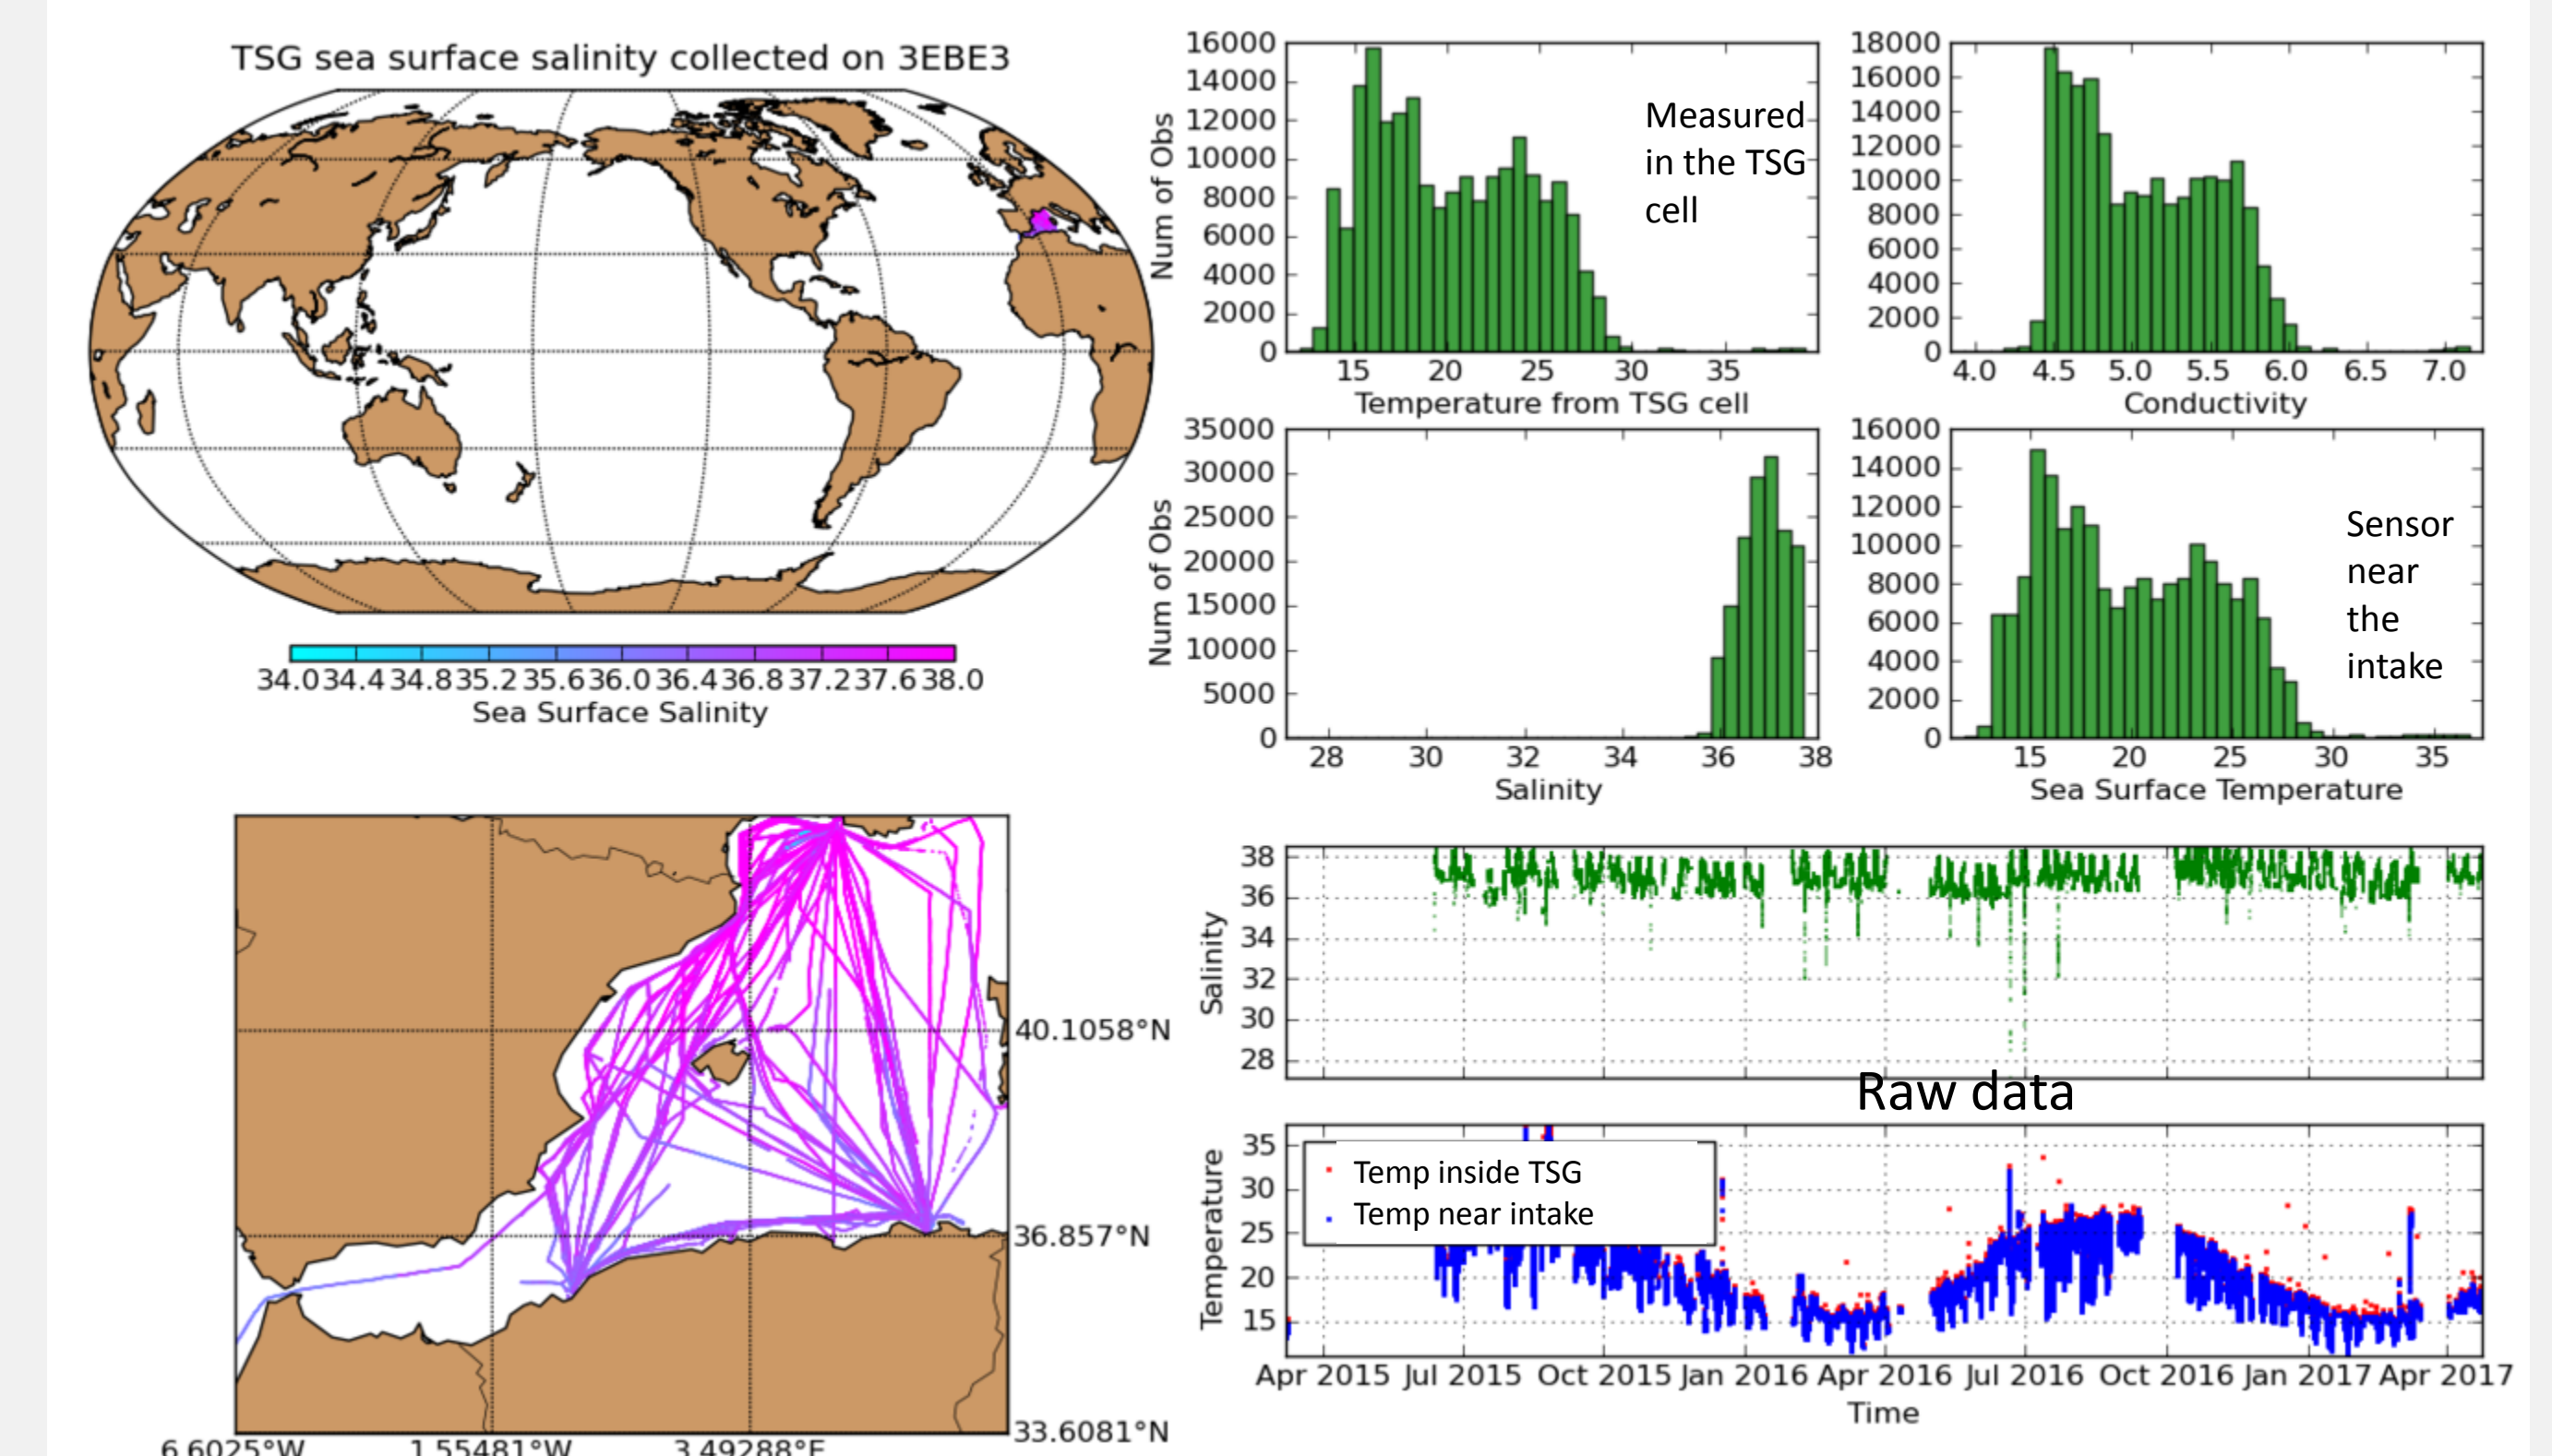 TSG sea surface salinity collected on 3EBE3
34.0 34.4 34.8 35.2 35.6 36.0 36.4 36.8 37.2 37.6 38.0
Sea Surface Salinity
16000
14000
12000
10000
8000
6000
4000
2000
0
Num of Obs
Measured
in the TSG
cell
15 20 25 30 35
Temperature from TSG cell
18000
16000
14000
12000
10000
8000
6000
4000
2000
0
4.0 4.5 5.0 5.5 6.0 6.5 7.0
Conductivity
35000
30000
25000
20000
15000
10000
5000
0
Num of Obs
28 30 32 34 36 38
Salinity
16000
14000
12000
10000
8000
6000
4000
2000
0
Sensor
near
the
intake
15 20 25 30 35
Sea Surface Temperature
40.1058°N
36.857°N
33.6081°N
6.6025°W 1.55481°W 3.49288°E
38
36
34
32
30
28
Salinity
Raw data
35
30
25
20
15
Temperature
Temp inside TSG
Temp near intake
Apr 2015 Jul 2015 Oct 2015 Jan 2016 Apr 2016 Jul 2016 Oct 2016 Jan 2017 Apr 2017
Time